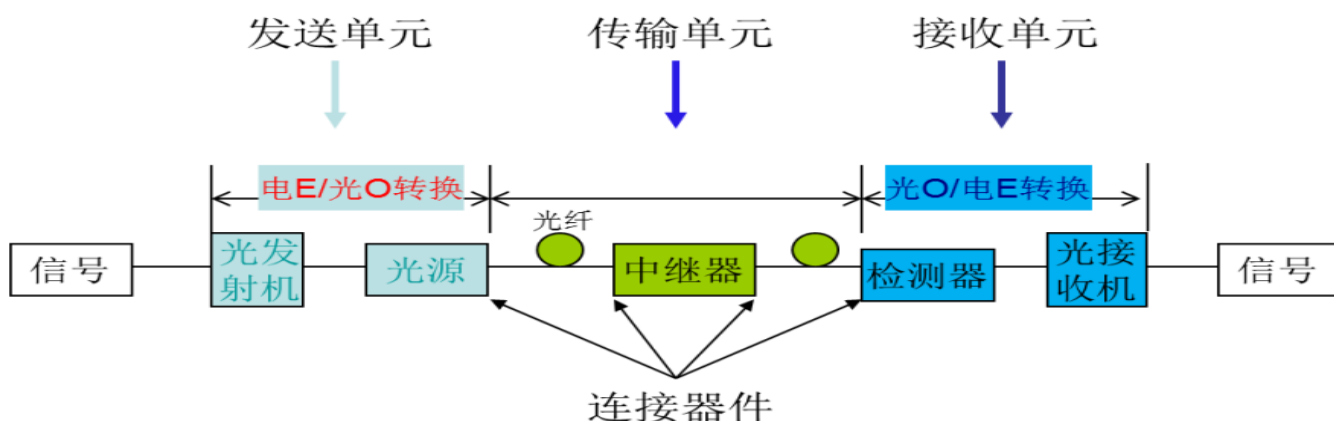 发送单元
传输单元
接收单元
电E/光O转换
光O/电E转换
光纤
信号
光发
射机
光源
中继器
检测器
光接
收机
信号
连接器件